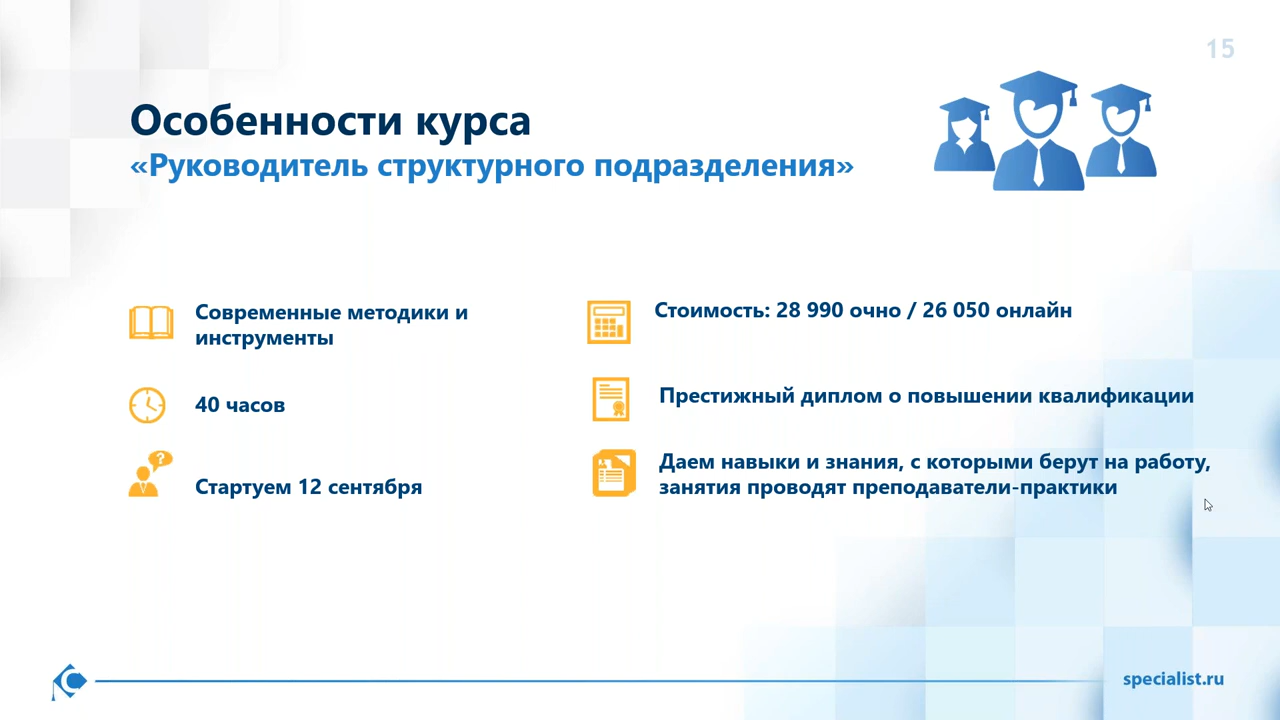 15
Особенности курса
«Руководитель структурного подразделения»
Современные методики и
инструменты
40 часов
?
Стартуем 12 сентября
Стоимость: 28 990 очно / 26 050 онлайн
Престижный диплом о повышении квалификации
Даем навыки и знания, с которыми берут на работу,
занятия проводят преподаватели-практики
specialist.ru